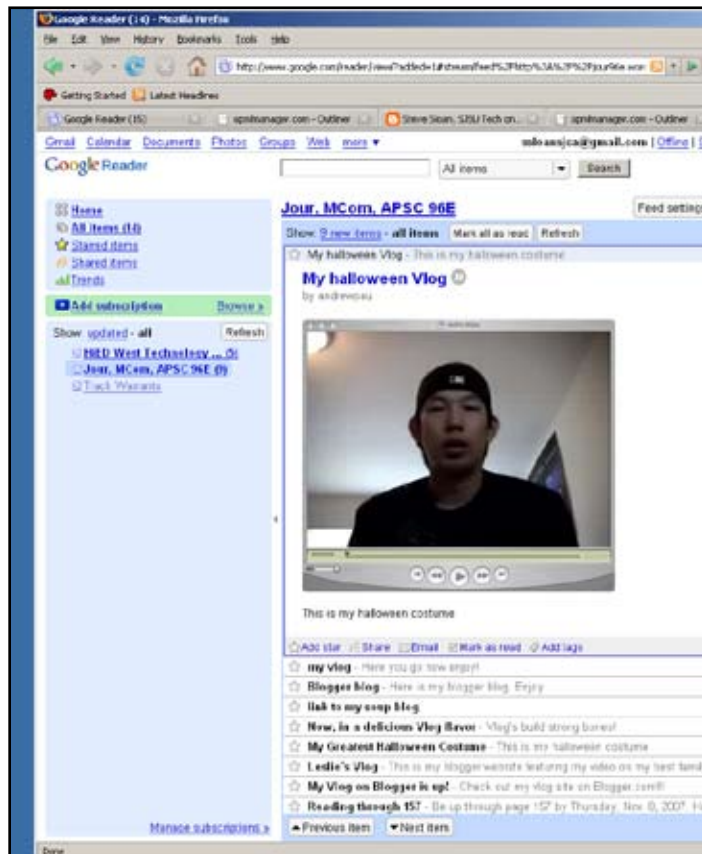 Google Reader (14) - Mozilla Firefox
File Edit View History Bookmarks Tools Help
Getting Started Latest Headlines
Google Reader (15) Steve Sloan, SJSU Tech on...
Gmail Calendar Documents Photos Groups Web more ▼ | Offline |
Google Reader All items Search
Home
All items (14)
Starred items
Shared items
Trends
Add subscription Browse »
Show: updated - all Refresh
HiED West Technology ... (5)
Jour, MCom, APSC 96E (9)
Track Warrants
Manage subscriptions »
Jour, MCom, APSC 96E Feed setting
Show: 9 new items - all items Mark all as read Refresh
My halloween Vlog - This is my halloween costume
My halloween Vlog
by
This is my halloween costume
Add star Share Email Mark as read Add tags
my vlog - Here you go now enjoy!
Blogger blog - Here is my blogger blog. Enjoy
link to my soup blog
Now, in a delicious Vlog flavor - Vlog's build strong bones!
My Greatest Halloween Costume - This is my halloween costume
Leslie's Vlog - This is my blogger website featuring my video on my best
My Vlog on Blogger is up! - Check out my vlog site on Blogger.com!!
Reading through 157 - Be up through page 157 by Thursday, Nov. 8, 2007.
Previous item Next item
Done